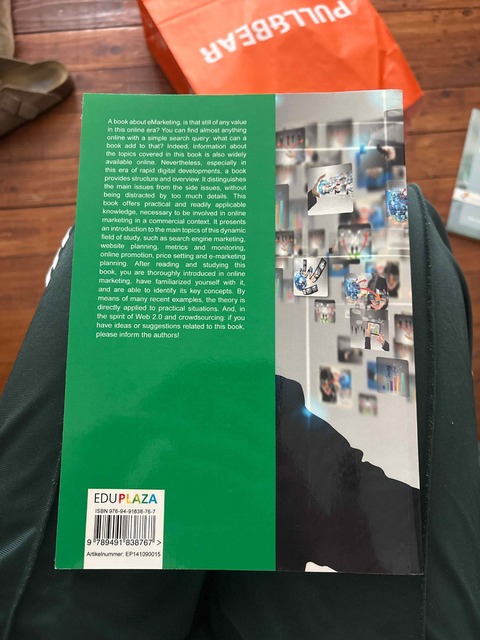 PULL&BEAR
A book about eMarketing, is that still of any value
in this online era? You can find almost anything
online with a simple search query: what can a
book add to that? Indeed, information about
the topics covered in this book is also widely
available online. Nevertheless, especially in
this era of rapid digital developments, a book
provides structure and overview. It distinguishes
the main issues from the side issues, without
being distracted by too much details. This
book offers practical and readily applicable
knowledge, necessary to be involved in online
marketing in a commercial context. It presents
an introduction to the main topics of this dynamic
field of study, such as search engine marketing,
website planning, metrics and monitoring,
online promotion, price setting and e-marketing
planning. After reading and studying this
book, you are thoroughly introduced in online
marketing, have familiarized yourself with it,
and are able to identify its key concepts. By
means of many recent examples, the theory is
directly applied to practical situations. And, in
the spirit of Web 2.0 and crowdsourcing: if you
have ideas or suggestions related to this book,
please inform the authors!
EDUPLAZA
ISBN 978-94-91838-76-7
9 789491 838767 >
Artikelnummer: EP141090015